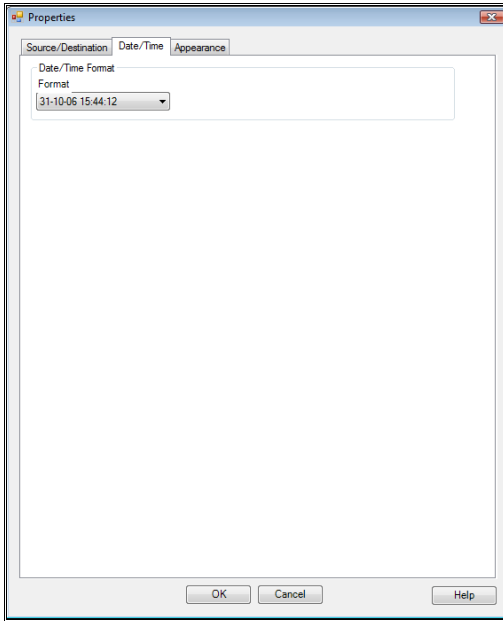 Properties
Source/Destination Date/Time Appearance
Date/Time Format
Format
31-10-06 15:44:12
OK Cancel Help